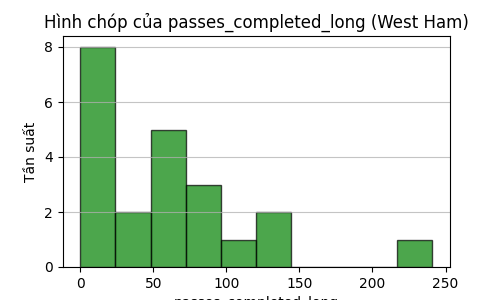 Hình chóp của passes_completed_long (West Ham)
8
6
4
2
0
Tần suất
0 50 100 150 200 250
passes_completed_long